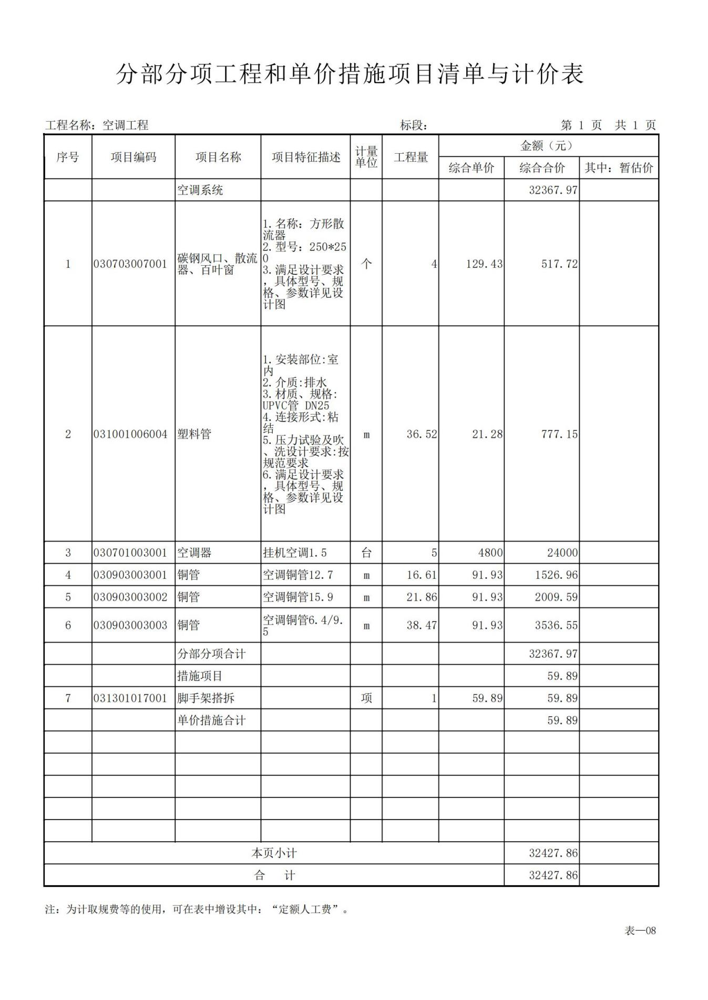 分部分项工程和单价措施项目清单与计价表
工程名称：空调工程 标段： 第 1 页 共 1 页
序号 项目编码 项目名称 项目特征描述 计量单位 工程量 金额（元）
综合单价 综合合价 其中：暂估价
空调系统 32367.97
1 030703007001 碳钢风口、散流器、百叶窗 个 4 129.43 517.72
1.名称：方形散
流器
2.型号：250*25
0
3.满足设计要求
，具体型号、规
格、参数详见设
计图
2 031001006004 塑料管 m 36.52 21.28 777.15
1.安装部位:室
内
2.介质:排水
3.材质、规格:
UPVC管 DN25
4.连接形式:粘
结
5.压力试验及吹
、洗设计要求:按
规范要求
6.满足设计要求
，具体型号、规
格、参数详见设
计图
3 030701003001 空调器 挂机空调1.5 台 5 4800 24000
4 030903003001 铜管 空调铜管12.7 m 16.61 91.93 1526.96
5 030903003002 铜管 空调铜管15.9 m 21.86 91.93 2009.59
6 030903003003 铜管 空调铜管6.4/9.5 m 38.47 91.93 3536.55
分部分项合计 32367.97
措施项目 59.89
7 031301017001 脚手架搭拆 项 1 59.89 59.89
单价措施合计 59.89
本页小计 32427.86
合 计 32427.86
注：为计取规费等的使用，可在表中增设其中：“定额人工费”。
表—08